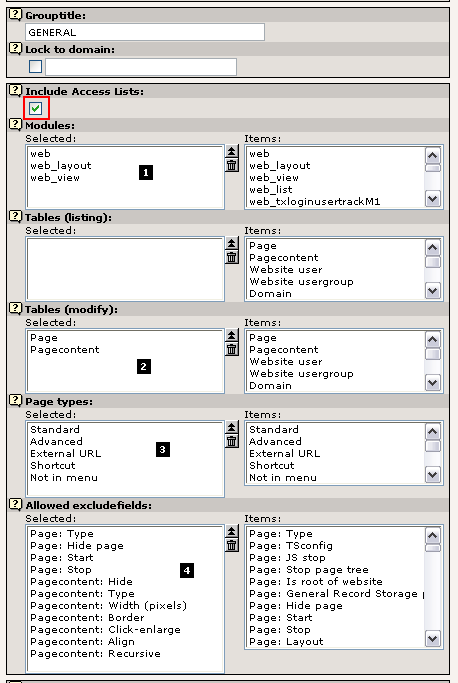 Grouptitle:
GENERAL
Lock to domain:
Include Access Lists:
Modules:
Selected: Items:
web
web_layout
web_view
1
web
web_layout
web_view
web_list
web_txloginusertrackM1
Tables (listing):
Selected: Items:
Page
Pagecontent
Website user
Website usergroup
Domain
Tables (modify):
Selected: Items:
Page
Pagecontent
2
Page
Pagecontent
Website user
Website usergroup
Domain
Page types:
Selected: Items:
Standard
Advanced
External URL
Shortcut
Not in menu
3
Standard
Advanced
External URL
Shortcut
Not in menu
Allowed excludefields:
Selected: Items:
Page: Type
Page: Hide page
Page: Start
Page: Stop
Pagecontent: Hide
Pagecontent: Type
Pagecontent: Width (pixels)
Pagecontent: Border
Pagecontent: Click-enlarge
Pagecontent: Align
Pagecontent: Recursive
4
Page: Type
Page: TSconfig
Page: JS stop
Page: Stop page tree
Page: Is root of website
Page: General Record Storage
Page: Hide page
Page: Start
Page: Stop
Page: Layout